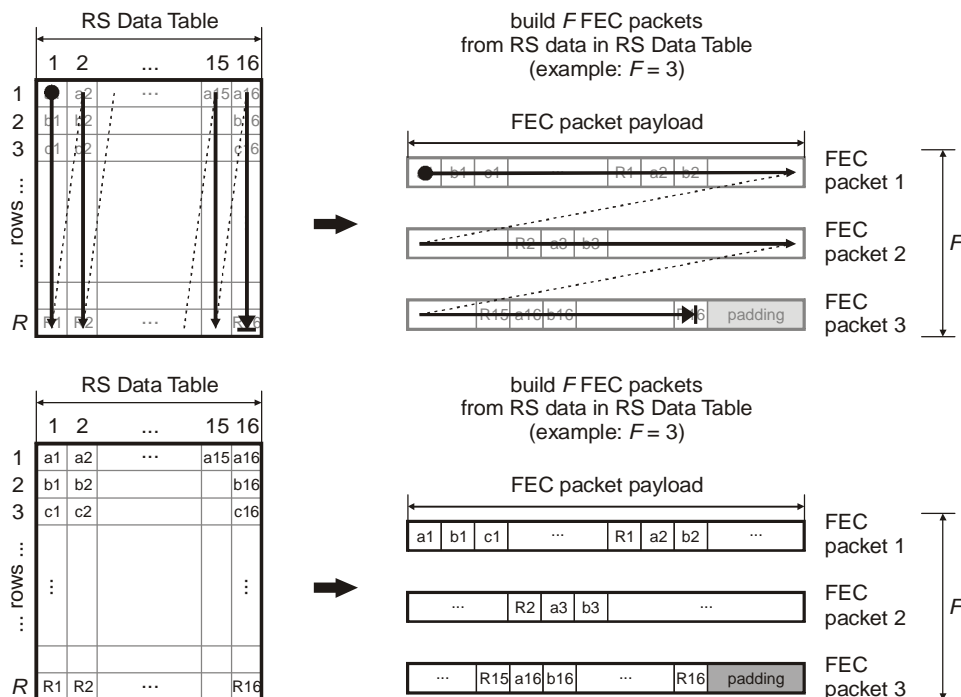 RS Data Table
1 2 ... 15 16
build F FEC packets
from RS data in RS Data Table
(example: F = 3)
1 a2 ... a15 a16
2 b1 b2 b16
3 c1 c2 c16
... rows ...
R R1 R2 ... R16
FEC packet payload
b1 c1 R1 a2 b2
FEC
packet 1
R2 a3 b3
FEC
packet 2
R15 a16 b16 R16 padding
FEC
packet 3
F
RS Data Table
1 2 ... 15 16
build F FEC packets
from RS data in RS Data Table
(example: F = 3)
1 a1 a2 ... a15 a16
2 b1 b2 b16
3 c1 c2 c16
... rows ...
... ...
R R1 R2 ... R16
FEC packet payload
a1 b1 c1 ... R1 a2 b2 ...
FEC
packet 1
... R2 a3 b3 ...
FEC
packet 2
... R15 a16 b16 ... R16 padding
FEC
packet 3
F